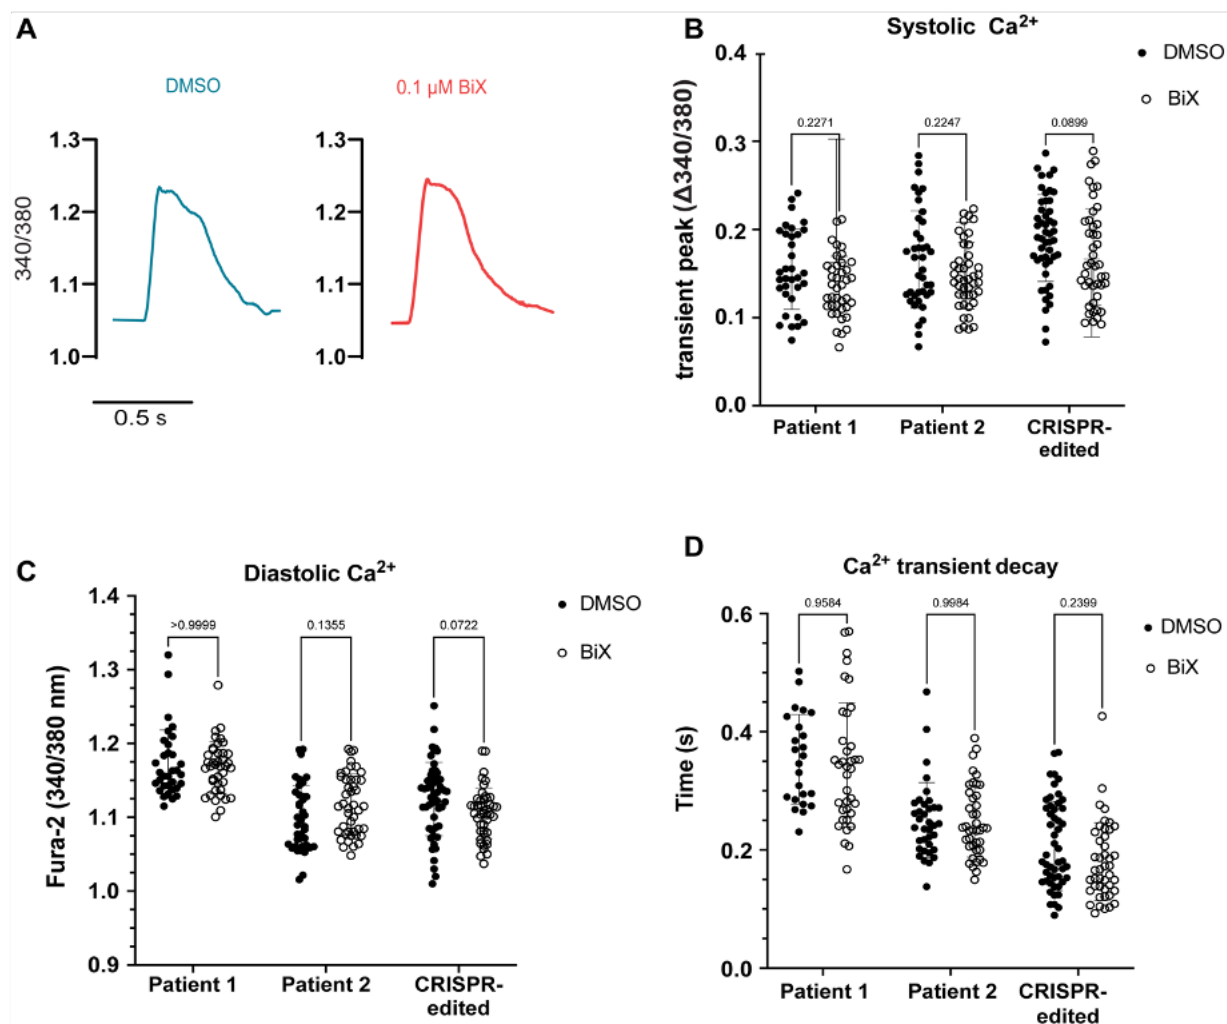 A
DMSO
0.1 µM BiX
340/380
1.3
1.2
1.1
1.0
1.3
1.2
1.1
1.0
0.5 s
B
Systolic Ca²⁺
DMSO
BiX
transient peak (Δ340/380)
0.4
0.3
0.2
0.1
0.0
0.2271
0.2247
0.0899
Patient 1
Patient 2
CRISPR-
edited
C
Diastolic Ca²⁺
DMSO
BiX
Fura-2 (340/380 nm)
1.4
1.3
1.2
1.1
1.0
0.9
>0.9999
0.1355
0.0722
Patient 1
Patient 2
CRISPR-
edited
D
Ca²⁺ transient decay
DMSO
BiX
Time (s)
0.6
0.4
0.2
0.0
0.9584
0.9984
0.2399
Patient 1
Patient 2
CRISPR-
edited